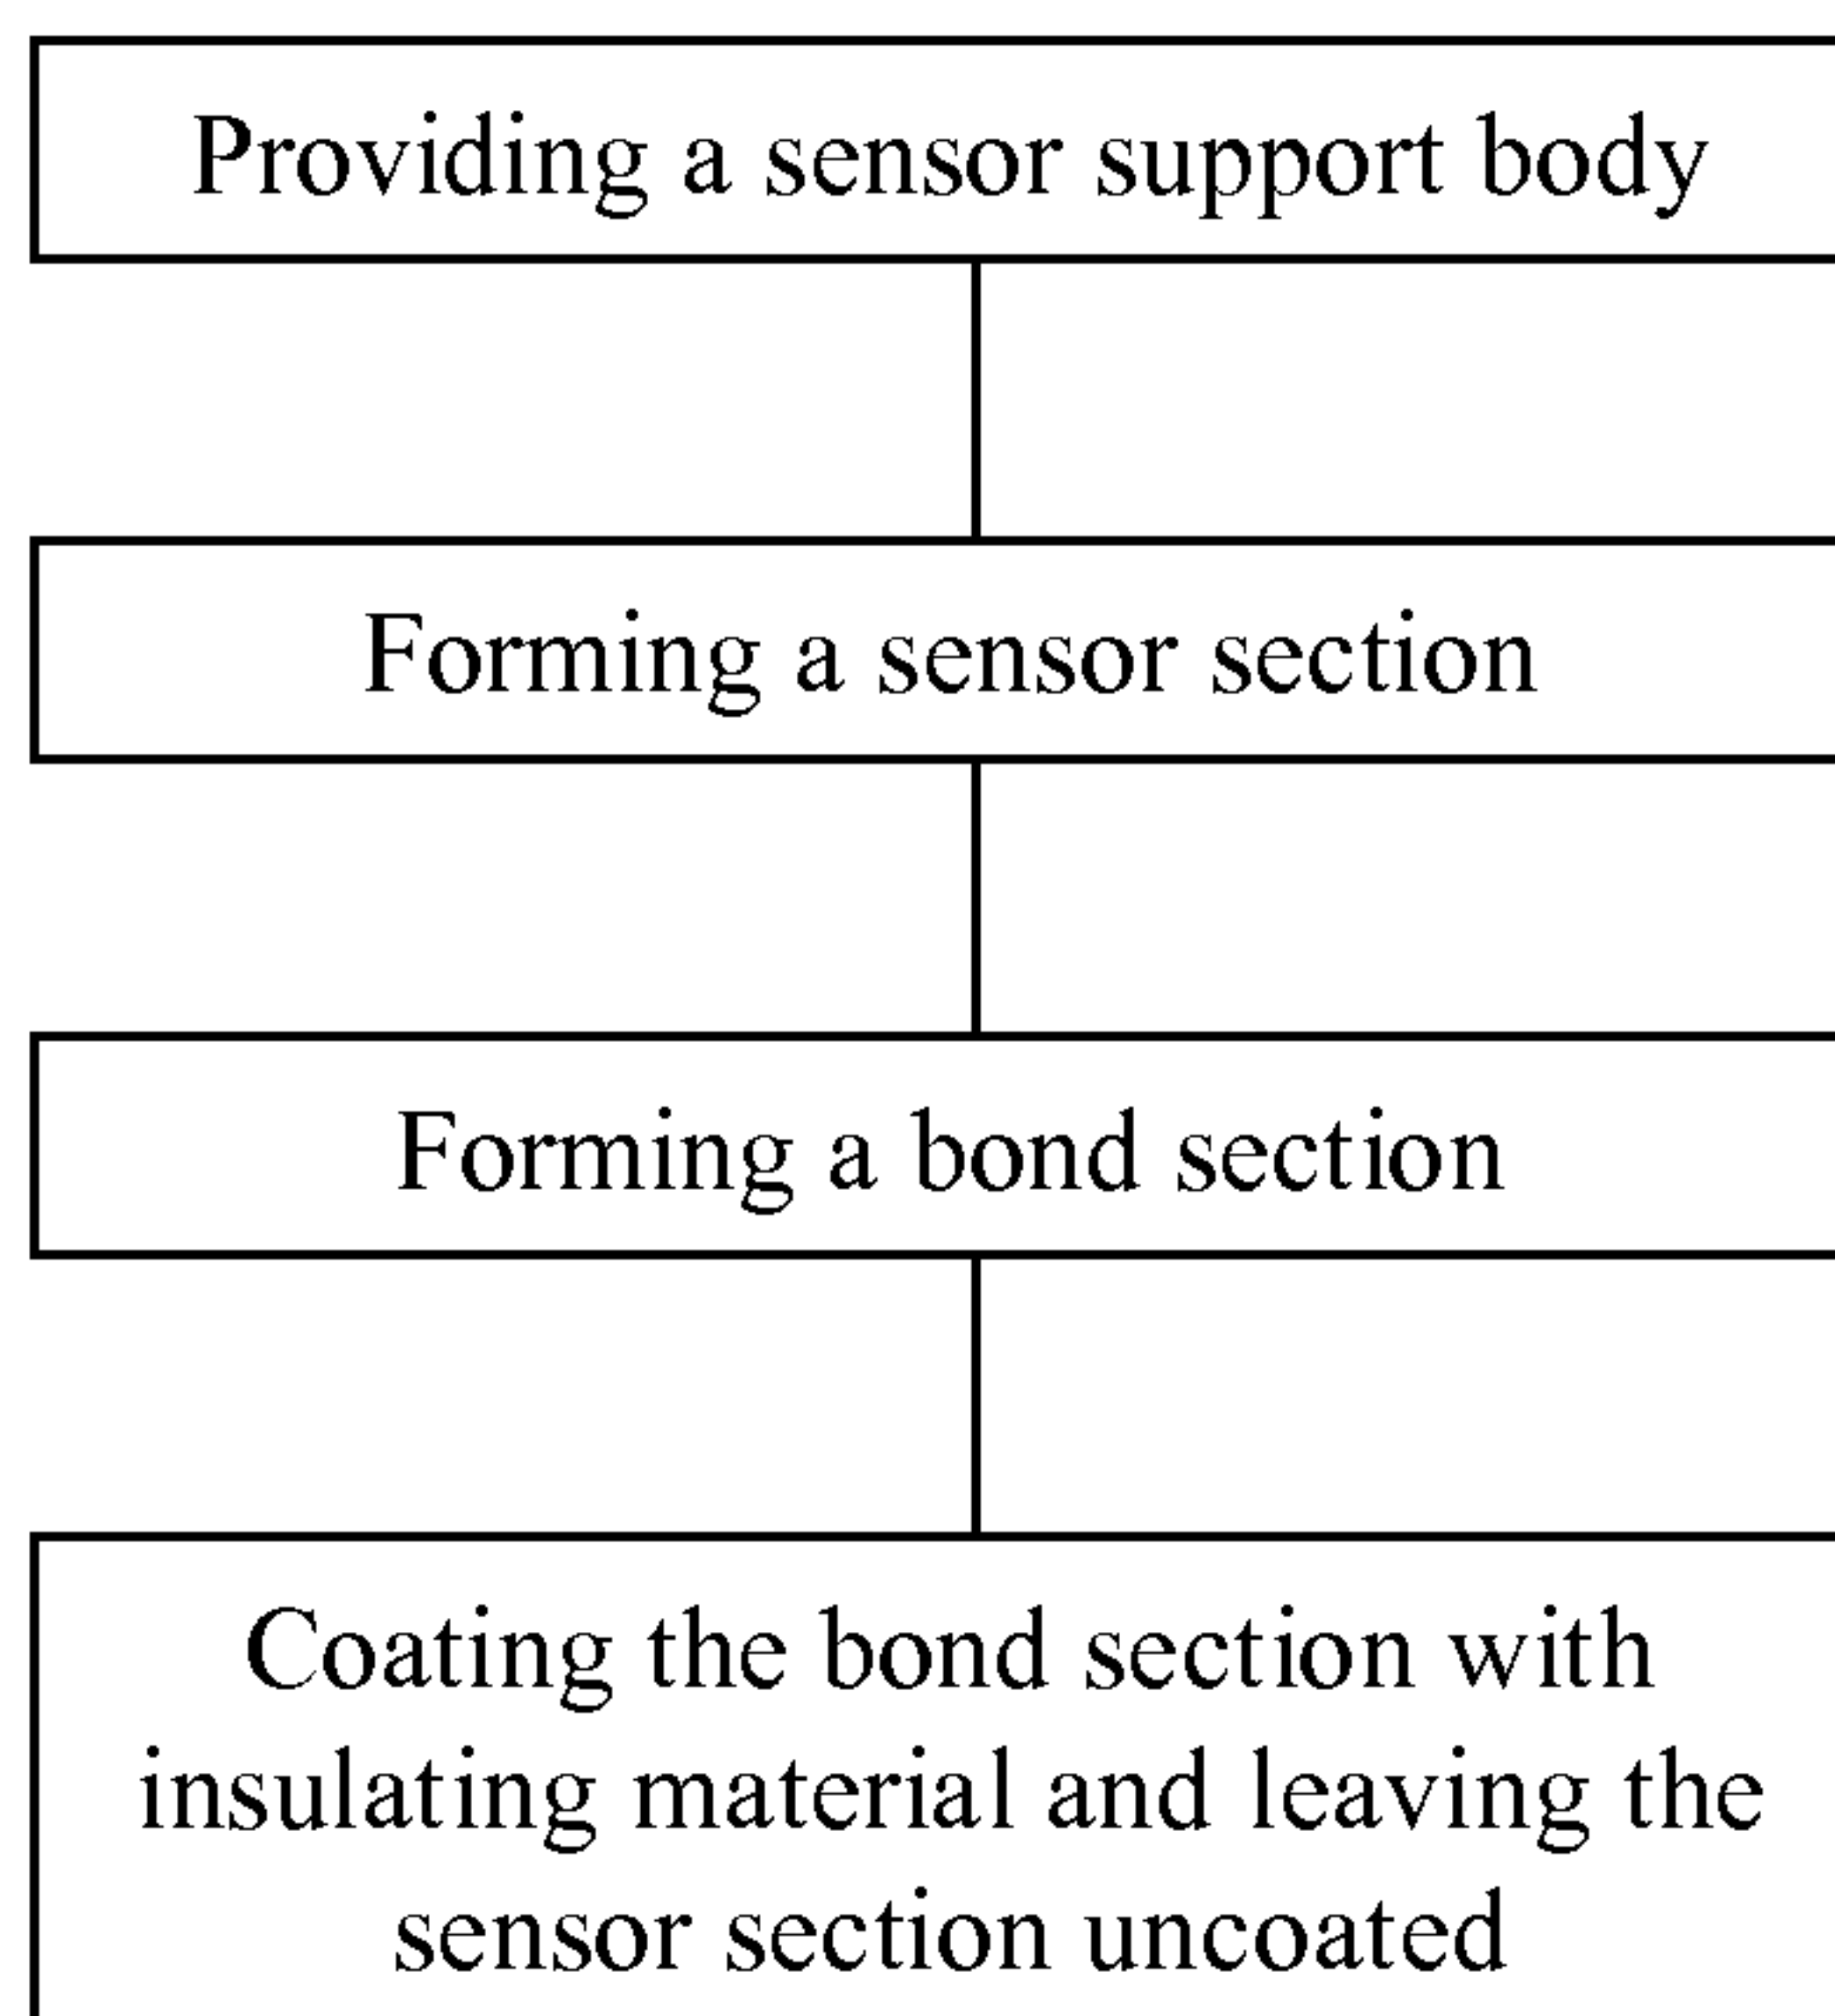 Providing a sensor support body
Forming a sensor section
Forming a bond section
Coating the bond section with
insulating material and leaving the
sensor section uncoated